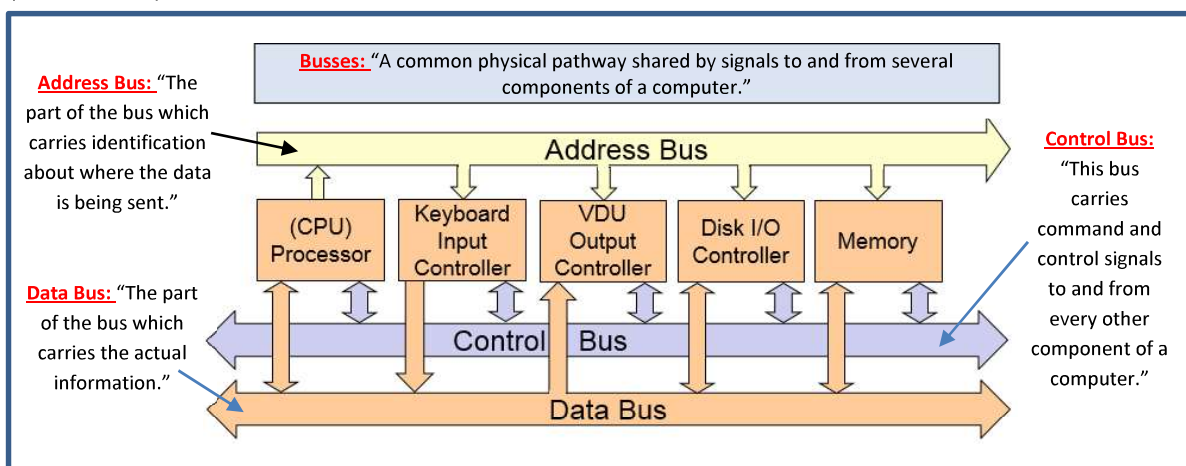 Busses: “A common physical pathway shared by signals to and from several
components of a computer.”
Address Bus: “The
part of the bus which
carries identification
about where the data
is being sent.”
Address Bus
Control Bus:
“This bus
carries
command and
control signals
to and from
every other
component of a
computer.”
(CPU)
Processor
Keyboard
Input
Controller
VDU
Output
Controller
Disk I/O
Controller
Memory
Data Bus: “The part
of the bus which
carries the actual
information.”
Control Bus
Data Bus